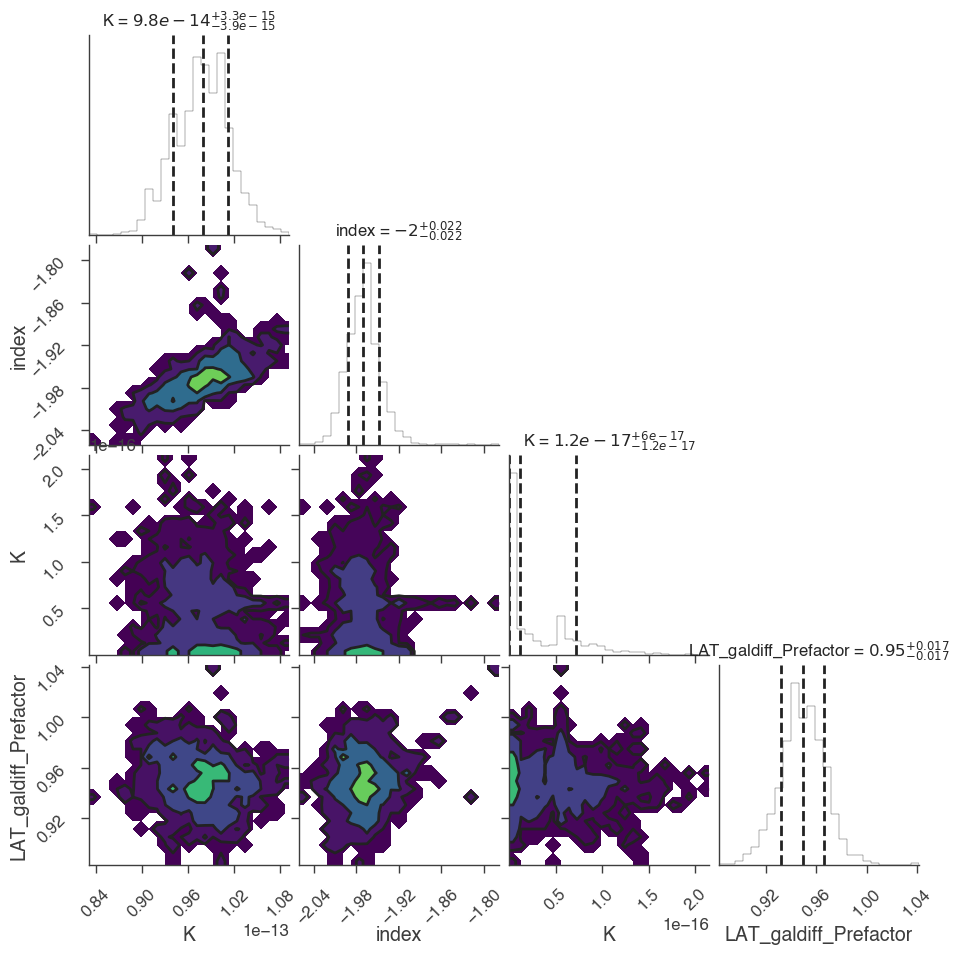 K = 9.8e−14 +3.3e−15 −3.9e−15
index = −2 +0.022 −0.022
−1.80
−1.86
−1.92
−1.98
−2.04
index
K = 1.2e−17 +6e−17 −1.2e−17
2.0
1.5
1.0
0.5
K
LAT_galdiff_Prefactor = 0.95 +0.017 −0.017
1.04
1.00
0.96
0.92
LAT_galdiff_Prefactor
0.84 0.90 0.96 1.02 1.08 −2.04 −1.98 −1.92 −1.86 −1.80 0.5 1.0 1.5 2.0 0.92 0.96 1.00 1.04
1e−13 1e−16
K index K LAT_galdiff_Prefactor